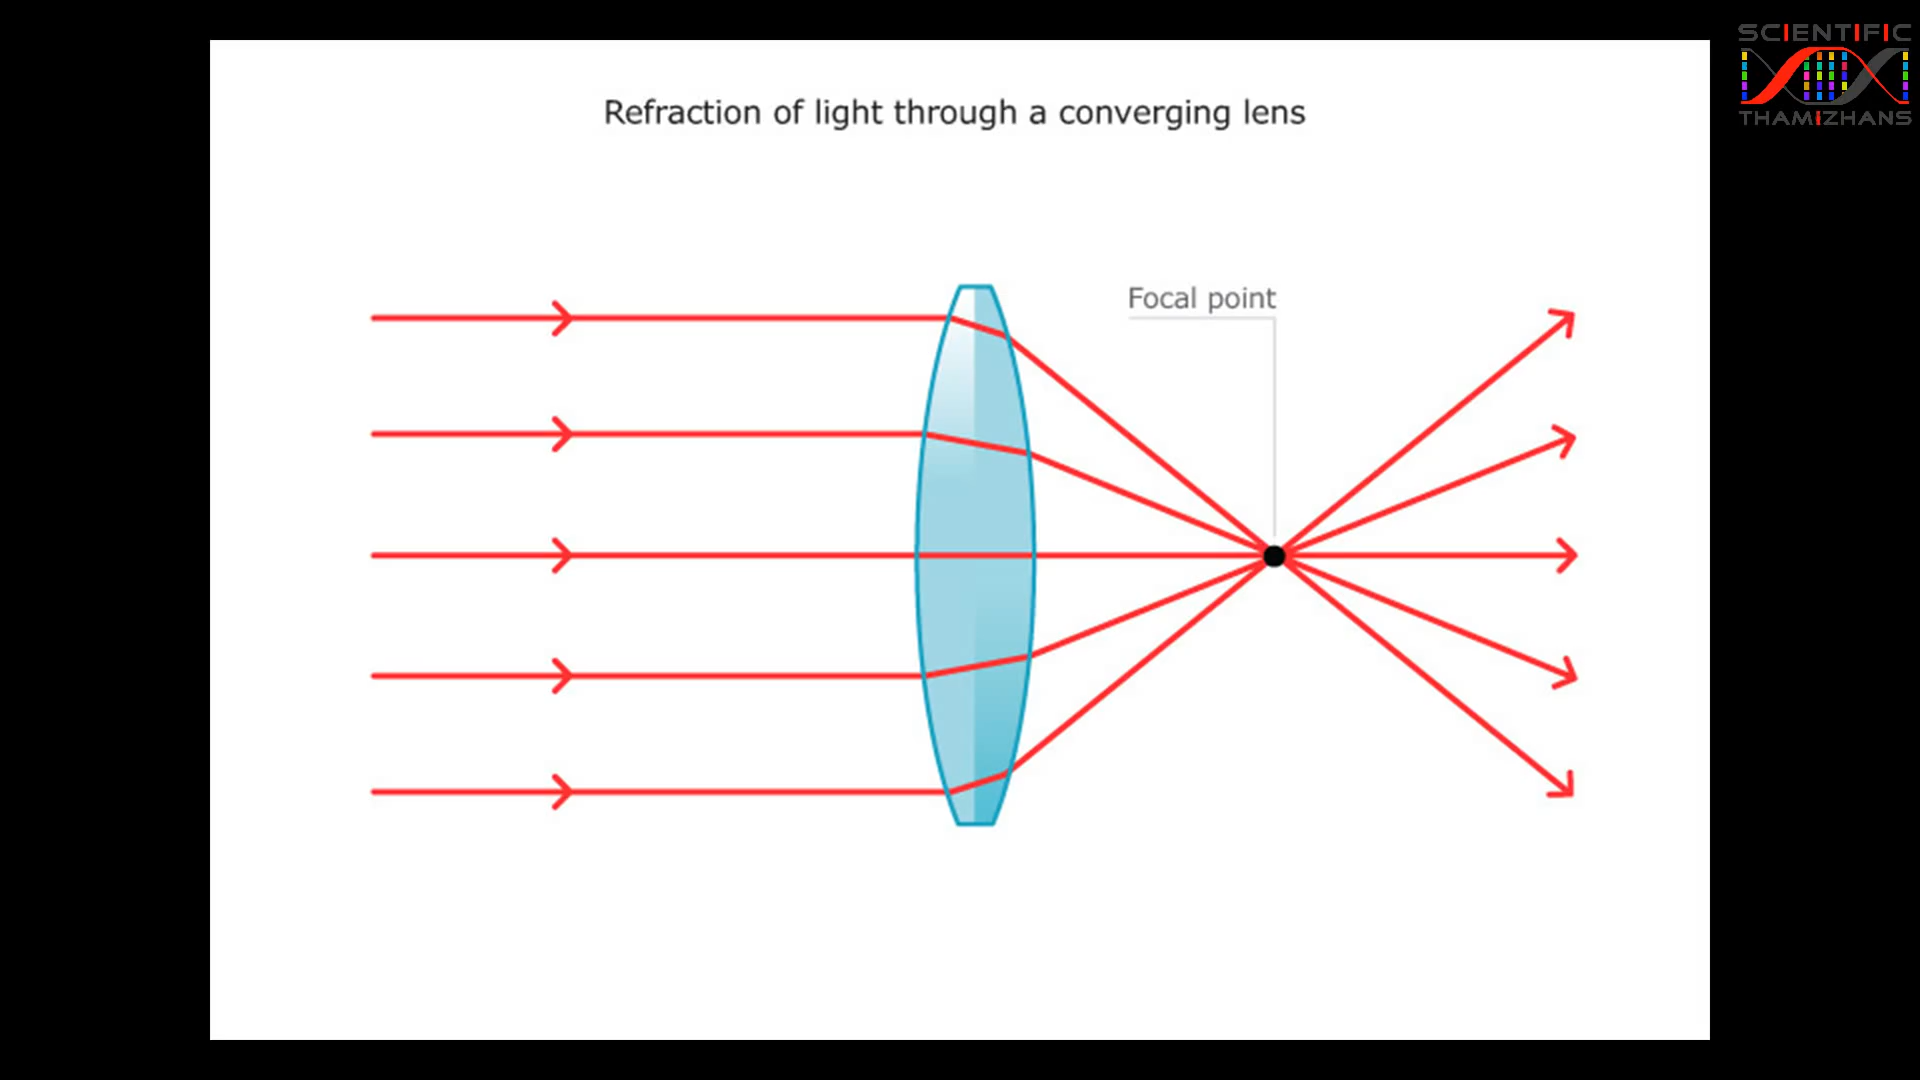 SCIENTIFIC
THAMIZHANS
Refraction of light through a converging lens
Focal point